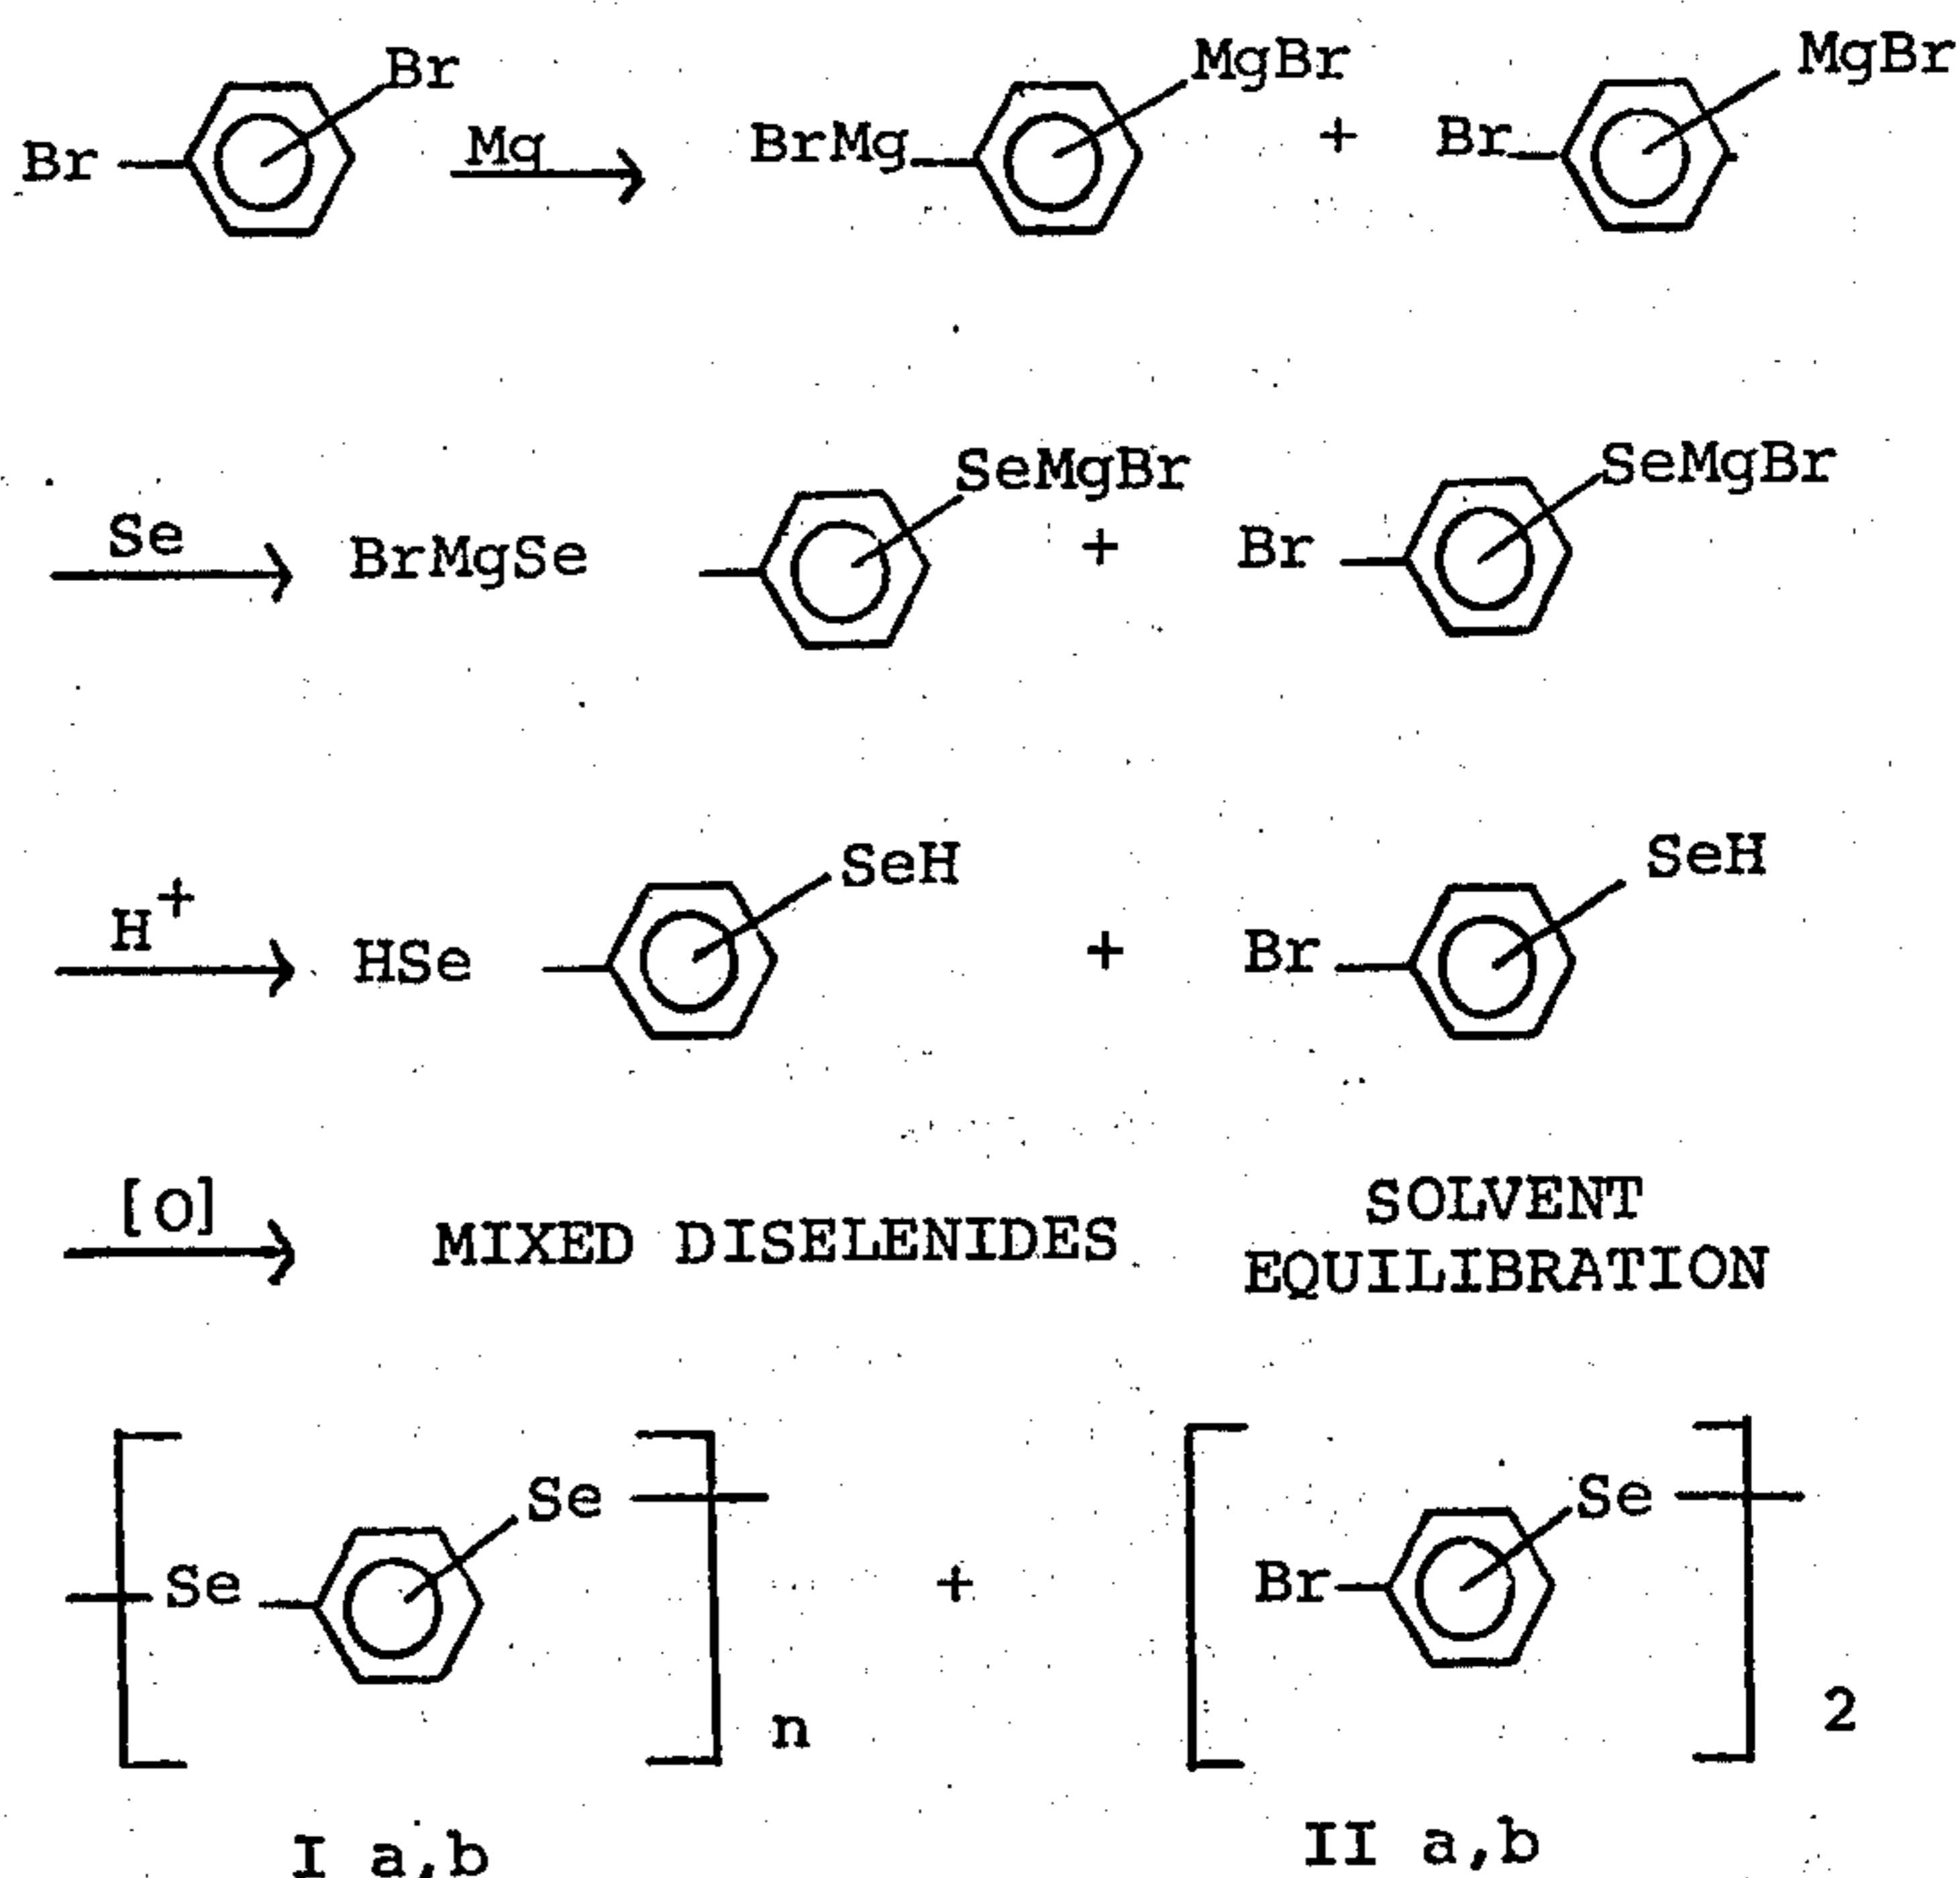 Br Br Mg BrMg MgBr + Br MgBr
Se BrMgSe SeMgBr + Br SeMgBr
H+ HSe SeH + Br SeH
[O] MIXED DISELENIDES SOLVENT
EQUILIBRATION
Se Se n + Br Se 2
I a,b II a,b